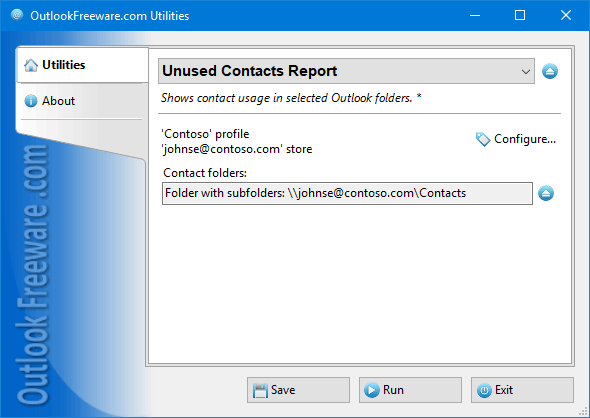 OutlookFreeware.com Utilities
Utilities
About
Unused Contacts Report
Shows contact usage in selected Outlook folders. *
'Contoso' profile
'johnse@contoso.com' store
Configure...
Contact folders:
Folder with subfolders: \\johnse@contoso.com\Contacts
Outlook Freeware .com
Save
Run
Exit